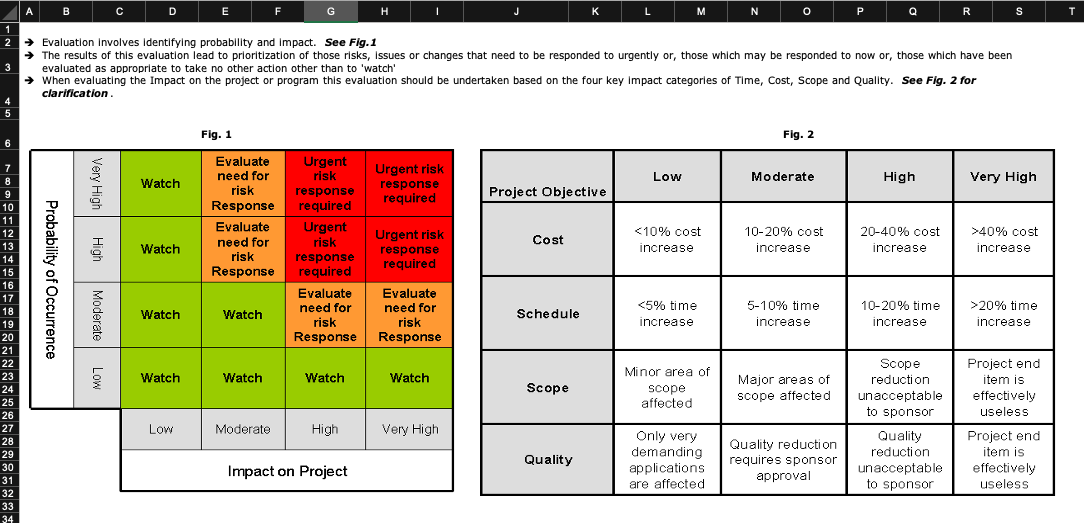 A B C D E F G H I J K L M N O P Q R S T
1
2 ➔ Evaluation involves identifying probability and impact. See Fig.1
➔ The results of this evaluation lead to prioritization of those risks, issues or changes that need to be responded to urgently or, those which may be responded to now or, those which have been
3 evaluated as appropriate to take no other action other than to 'watch'
➔ When evaluating the Impact on the project or program this evaluation should be undertaken based on the four key impact categories of Time, Cost, Scope and Quality. See Fig. 2 for
4 clarification .
5
6
7
8
9
10
11
12
13
14
15
16
17
18
19
20
21
22
23
24
25
26
27
28
29
30
31
32
33
34
Fig. 1
Probability of Occurrence
Very High
Watch
Evaluate
need for
risk
Response
Urgent
risk
response
required
Urgent risk
response
required
High
Watch
Evaluate
need for
risk
Response
Urgent
risk
response
required
Urgent risk
response
required
Moderate
Watch
Watch
Evaluate
need for
risk
Response
Evaluate
need for
risk
Response
Low
Watch
Watch
Watch
Watch
Low
Moderate
High
Very High
Impact on Project
Fig. 2
Project Objective
Low
Moderate
High
Very High
Cost
<10% cost
increase
10-20% cost
increase
20-40% cost
increase
>40% cost
increase
Schedule
<5% time
increase
5-10% time
increase
10-20% time
increase
>20% time
increase
Scope
Minor area of
scope
affected
Major areas of
scope affected
Scope
reduction
unacceptable
to sponsor
Project end
item is
effectively
useless
Quality
Only very
demanding
applications
are affected
Quality reduction
requires sponsor
approval
Quality
reduction
unacceptable
to sponsor
Project end
item is
effectively
useless